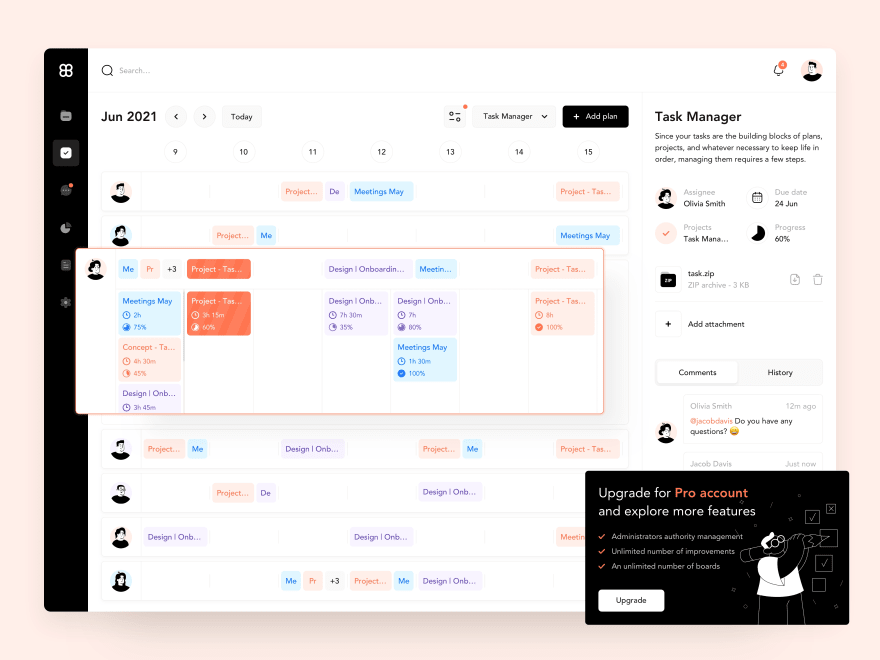 Search...
4
Jun 2021
Today
Task Manager
+ Add plan
9 10 11 12 13 14 15
Project... De Meetings May Project - Tas...
Project... Me Meetings May
Me Pr +3 Project - Tas... Design | Onboardin... Meetin... Project - Tas...
Meetings May
2h
75%
Concept - Ta...
4h 30m
45%
Design | Onb...
3h 45m
Project - Tas...
3h 15m
60%
Design | Onb...
7h 30m
35%
Design | Onb...
7h
80%
Meetings May
1h 30m
100%
Project - Tas...
8h
100%
Project... Me Design | Onb... Project... Me Project - Tas...
Project... De Design | Onb...
Design | Onb... Design | Onb... Meetin
Me Pr +3 Project... Me Design | Onb...
Task Manager
Since your tasks are the building blocks of plans,
projects, and whatever necessary to keep life in
order, managing them requires a few steps.
Assignee
Olivia Smith
Due date
24 Jun
Projects
Task Mana...
Progress
60%
ZIP
task.zip
ZIP archive - 3 KB
+ Add attachment
Comments
History
Olivia Smith 12m ago
@jacobdavis Do you have any
questions? 😄
Jacob Davis Just now
Upgrade for Pro account
and explore more features
Administrators authority management
Unlimited number of improvements
An unlimited number of boards
Upgrade